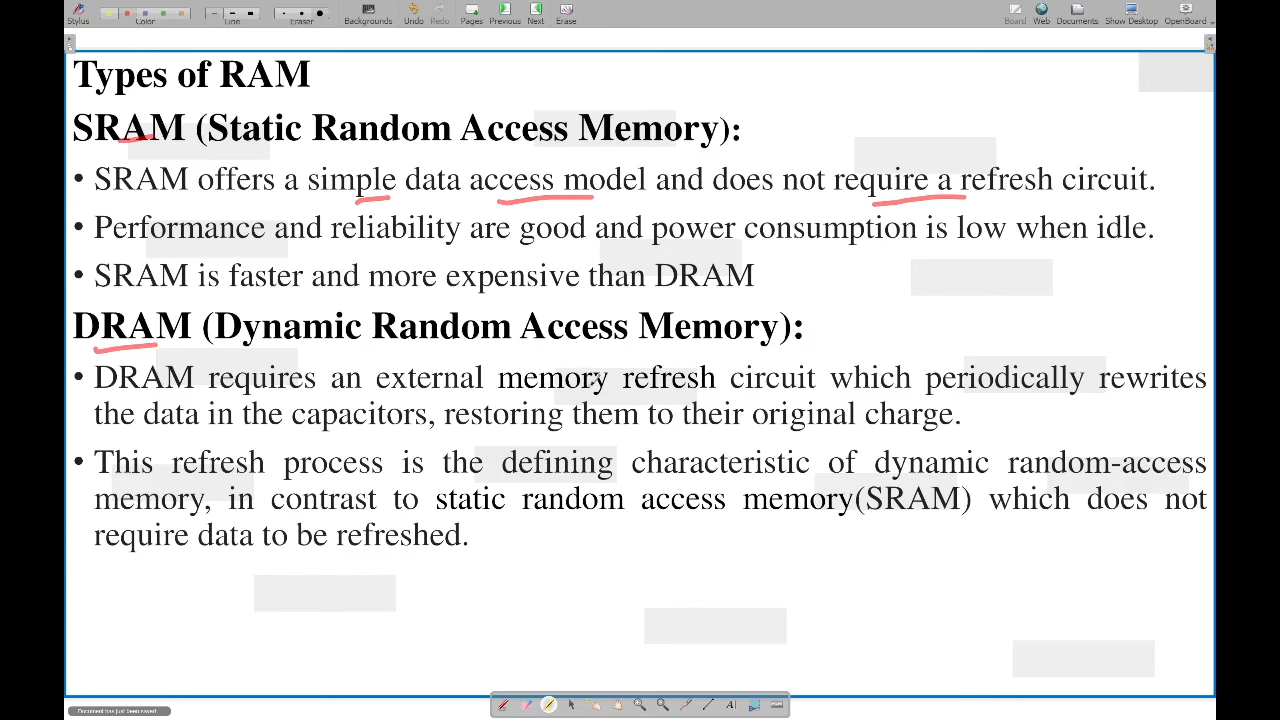 Stylus Color Line Eraser Backgrounds Undo Redo Pages Previous Next Erase Board Web Documents Show Desktop OpenBoard
Types of RAM
SRAM (Static Random Access Memory):
• SRAM offers a simple data access model and does not require a refresh circuit.
• Performance and reliability are good and power consumption is low when idle.
• SRAM is faster and more expensive than DRAM
DRAM (Dynamic Random Access Memory):
• DRAM requires an external memory refresh circuit which periodically rewrites
the data in the capacitors, restoring them to their original charge.
• This refresh process is the defining characteristic of dynamic random-access
memory, in contrast to static random access memory(SRAM) which does not
require data to be refreshed.
Document has just been saved